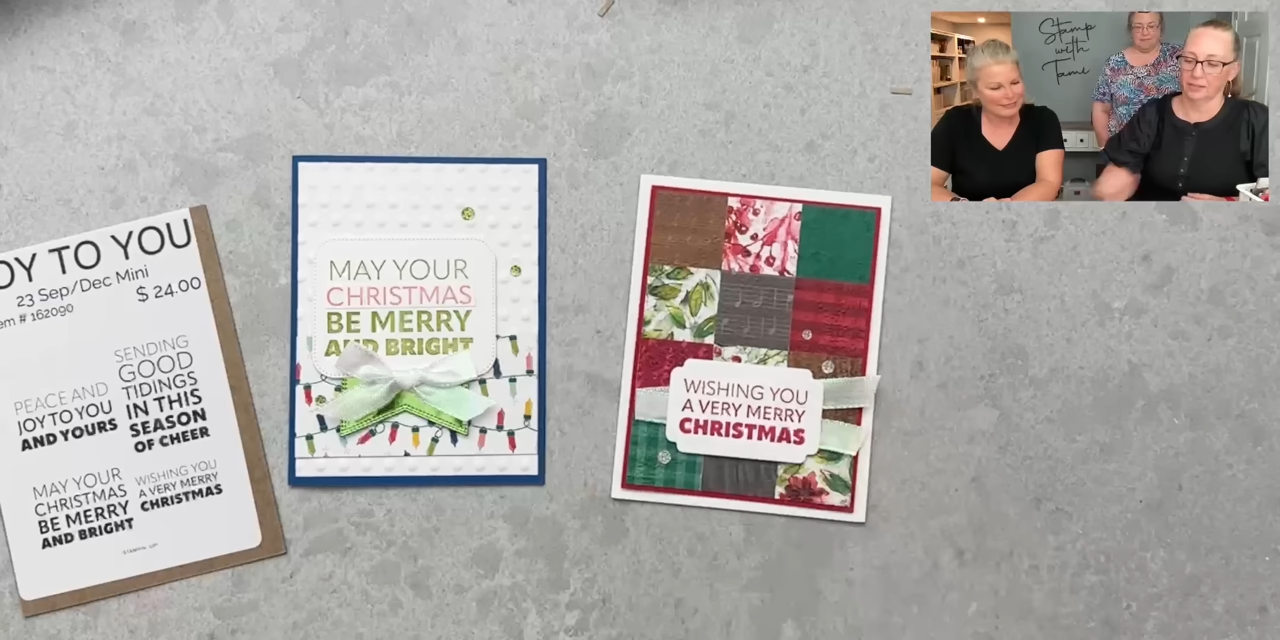 OY TO YOU
23 Sep/Dec Mini
em # 162090
$ 24.00
PEACE AND
JOY TO YOU
AND YOURS
SENDING
GOOD
TIDINGS
IN THIS
SEASON
OF CHEER
MAY YOUR
CHRISTMAS
BE MERRY
AND BRIGHT
WISHING YOU
A VERY MERRY
CHRISTMAS
STAMPIN' UP!
MAY YOUR
CHRISTMAS
BE MERRY
AND BRIGHT
WISHING YOU
A VERY MERRY
CHRISTMAS
Stamp
with
Tami